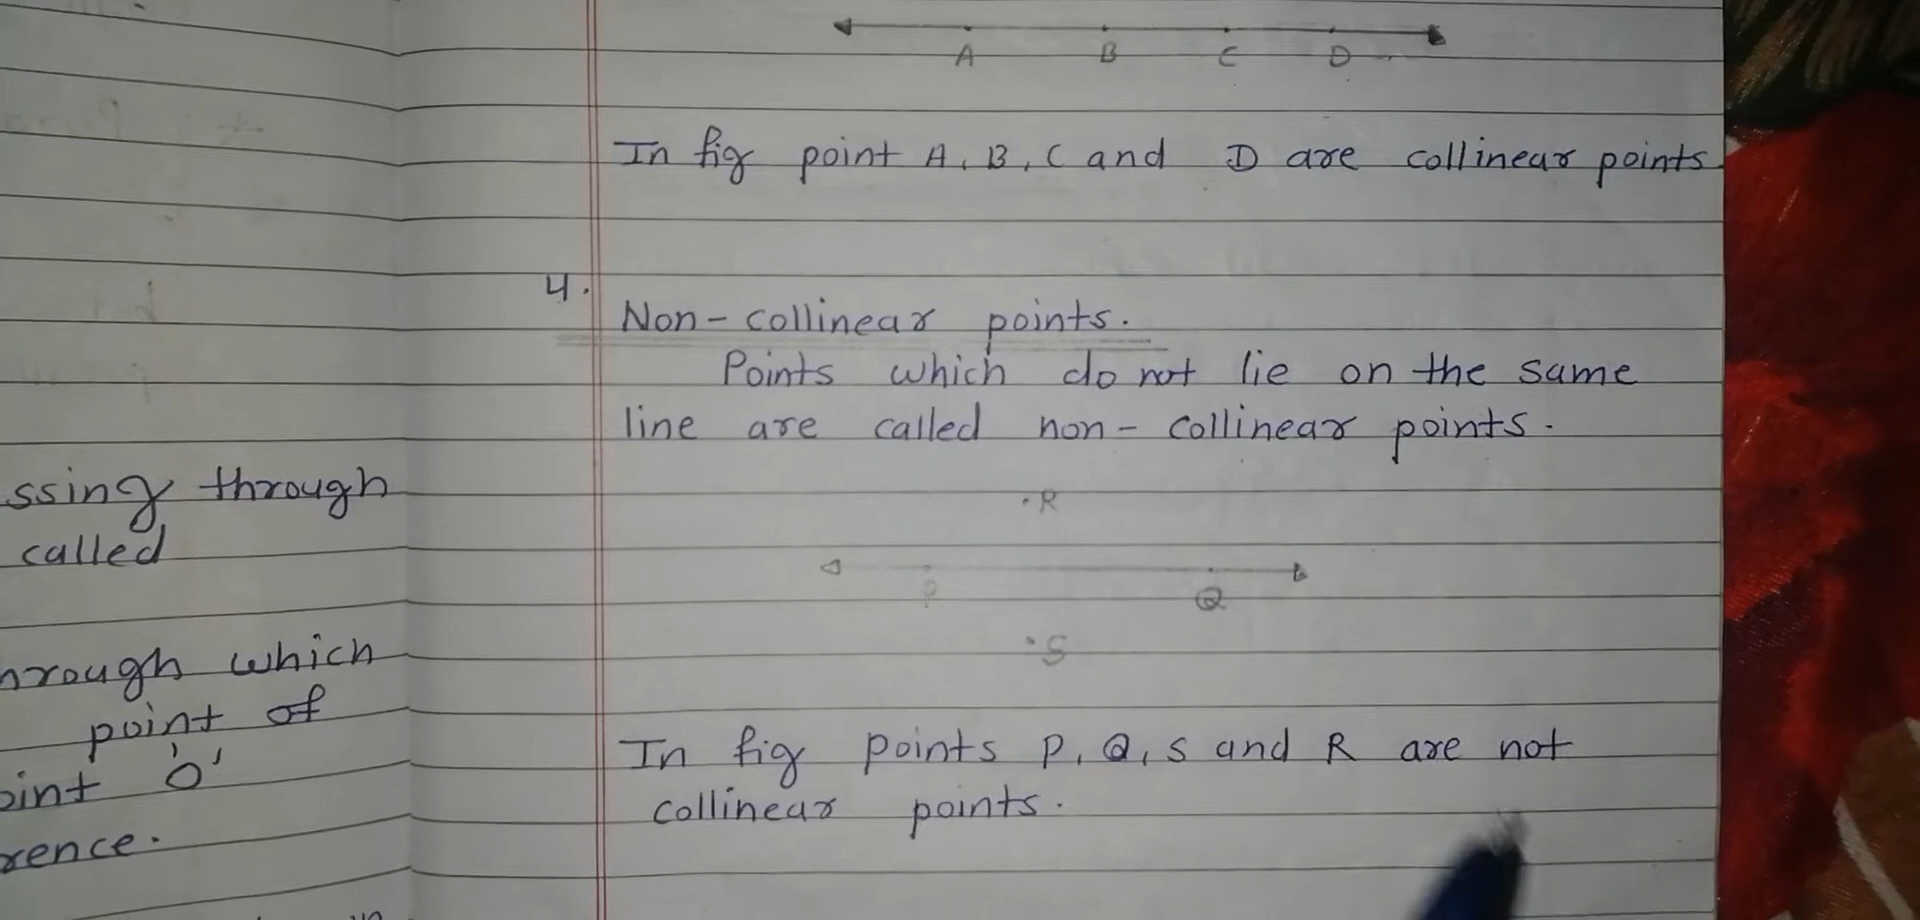 ssing through
called
hrough which
point of
oint 'O'
rence.
A B C D
In fig point A, B, C and D are collinear points
4.
Non-collinear points.
Points which do not lie on the same
line are called non-collinear points.
R
P Q
S
In fig points P, Q, S and R are not
collinear points.